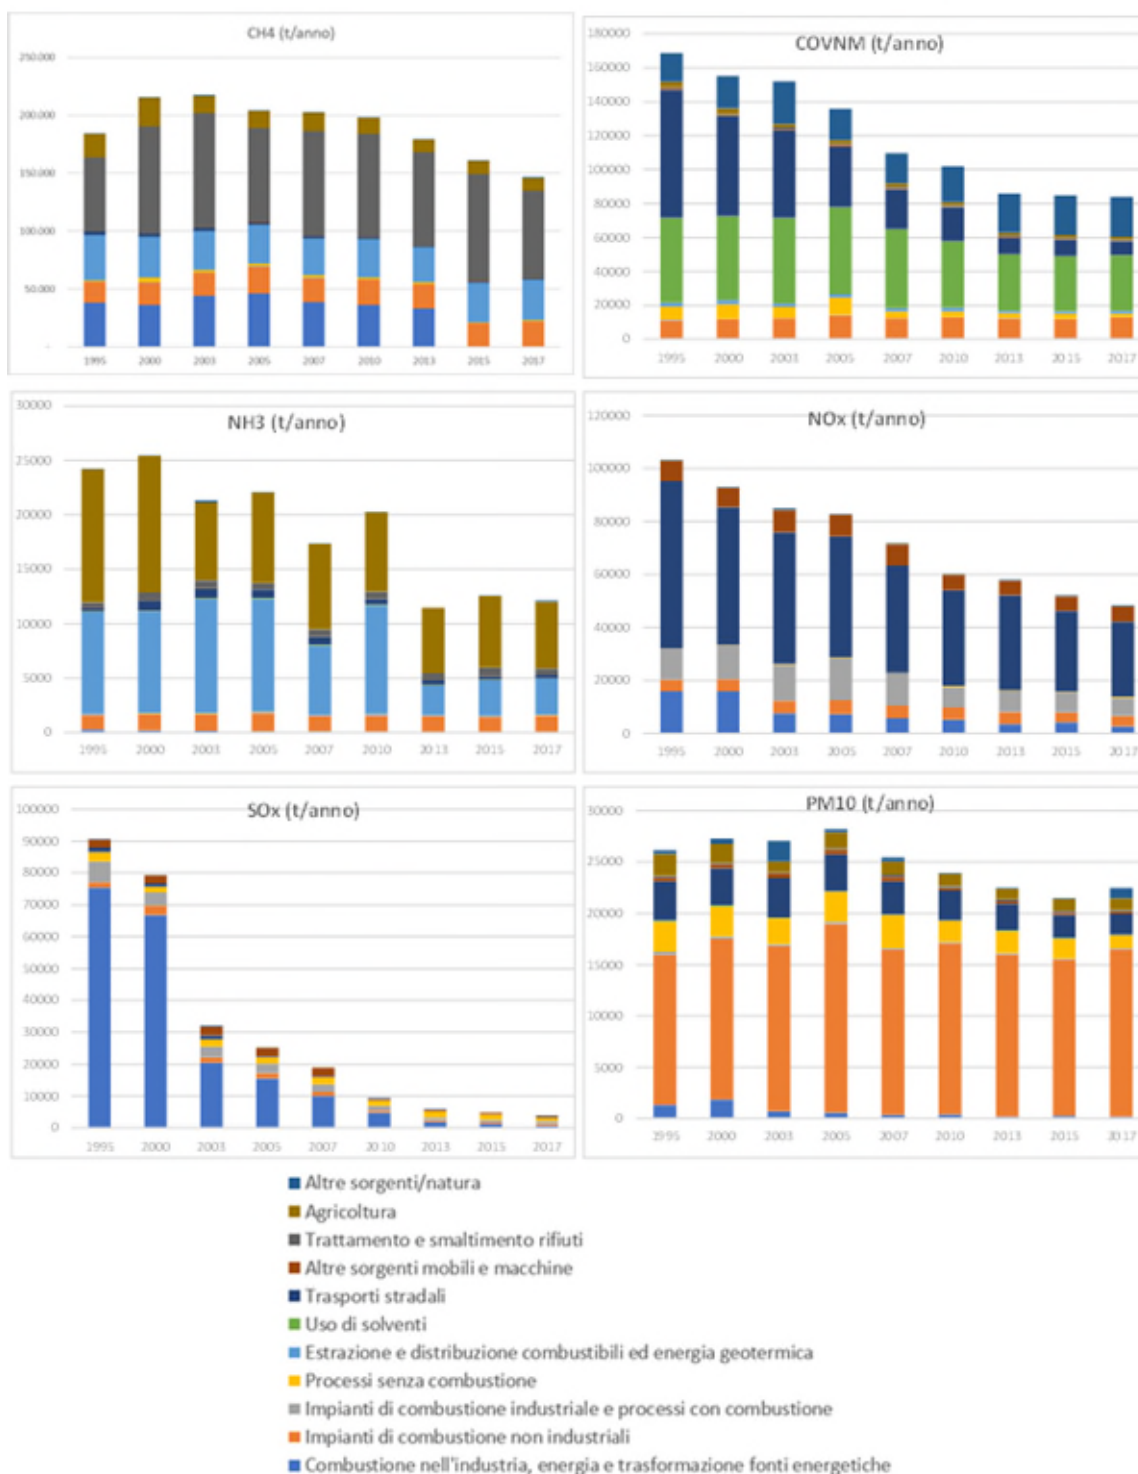 CH4 (t/anno)
250.000
200.000
150.000
100.000
50.000
-
1995 2000 2003 2005 2007 2010 2013 2015 2017
COVNM (t/anno)
180000
160000
140000
120000
100000
80000
60000
40000
20000
0
1995 2000 2003 2005 2007 2010 2013 2015 2017
NH3 (t/anno)
30000
25000
20000
15000
10000
5000
0
1995 2000 2003 2005 2007 2010 2013 2015 2017
NOx (t/anno)
120000
100000
80000
60000
40000
20000
0
1995 2000 2003 2005 2007 2010 2013 2015 2017
SOx (t/anno)
100000
90000
80000
70000
60000
50000
40000
30000
20000
10000
0
1995 2000 2003 2005 2007 2010 2013 2015 2017
PM10 (t/anno)
30000
25000
20000
15000
10000
5000
0
1995 2000 2003 2005 2007 2010 2013 2015 2017
Altre sorgenti/natura
Agricoltura
Trattamento e smaltimento rifiuti
Altre sorgenti mobili e macchine
Trasporti stradali
Uso di solventi
Estrazione e distribuzione combustibili ed energia geotermica
Processi senza combustione
Impianti di combustione industriale e processi con combustione
Impianti di combustione non industriali
Combustione nell'industria, energia e trasformazione fonti energetiche